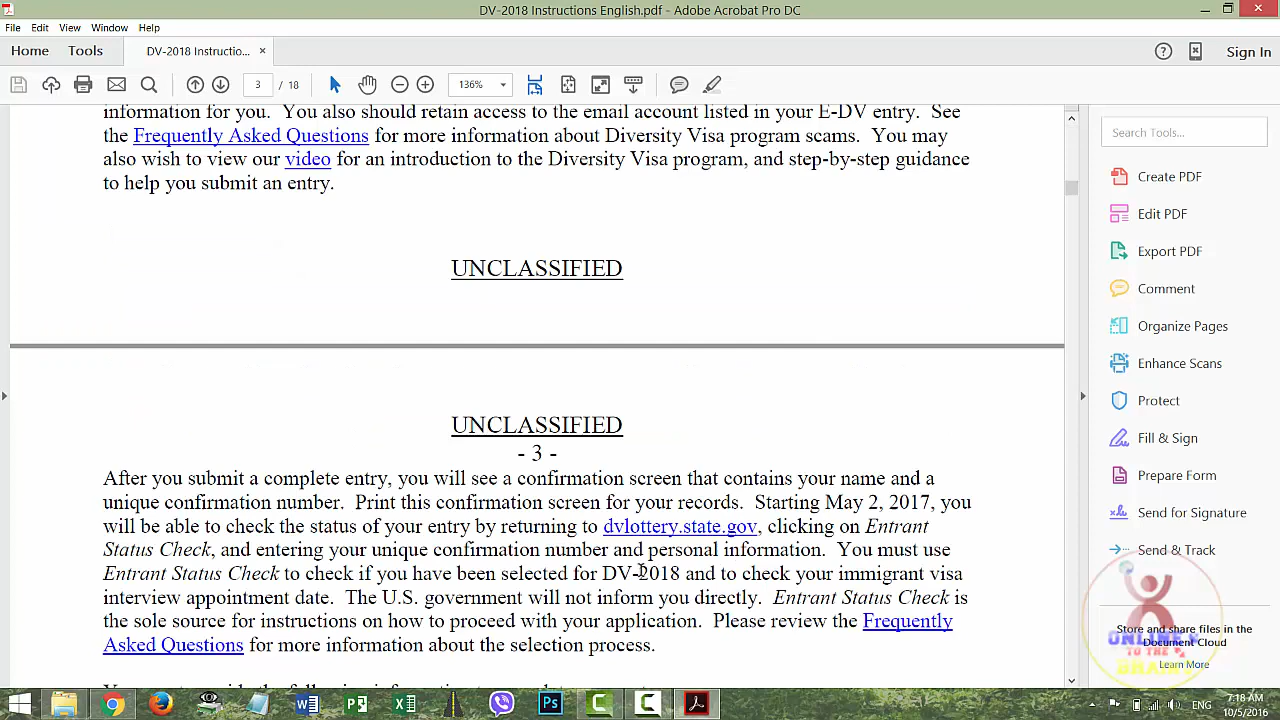 DV-2018 Instructions English.pdf - Adobe Acrobat Pro DC
File Edit View Window Help
Home Tools DV-2018 Instructio... × Sign In
3 / 18 136%
Search Tools...
information for you. You also should retain access to the email account listed in your E-DV entry. See
the Frequently Asked Questions for more information about Diversity Visa program scams. You may
also wish to view our video for an introduction to the Diversity Visa program, and step-by-step guidance
to help you submit an entry.
UNCLASSIFIED
UNCLASSIFIED
- 3 -
After you submit a complete entry, you will see a confirmation screen that contains your name and a
unique confirmation number. Print this confirmation screen for your records. Starting May 2, 2017, you
will be able to check the status of your entry by returning to dvlottery.state.gov, clicking on Entrant
Status Check, and entering your unique confirmation number and personal information. You must use
Entrant Status Check to check if you have been selected for DV-2018 and to check your immigrant visa
interview appointment date. The U.S. government will not inform you directly. Entrant Status Check is
the sole source for instructions on how to proceed with your application. Please review the Frequently
Asked Questions for more information about the selection process.
Create PDF
Edit PDF
Export PDF
Comment
Organize Pages
Enhance Scans
Protect
Fill & Sign
Prepare Form
Send for Signature
Send & Track
Store and share files in the
Document Cloud
Learn More
ONLINE
TO THE
ENG
7:18 AM
10/5/2016